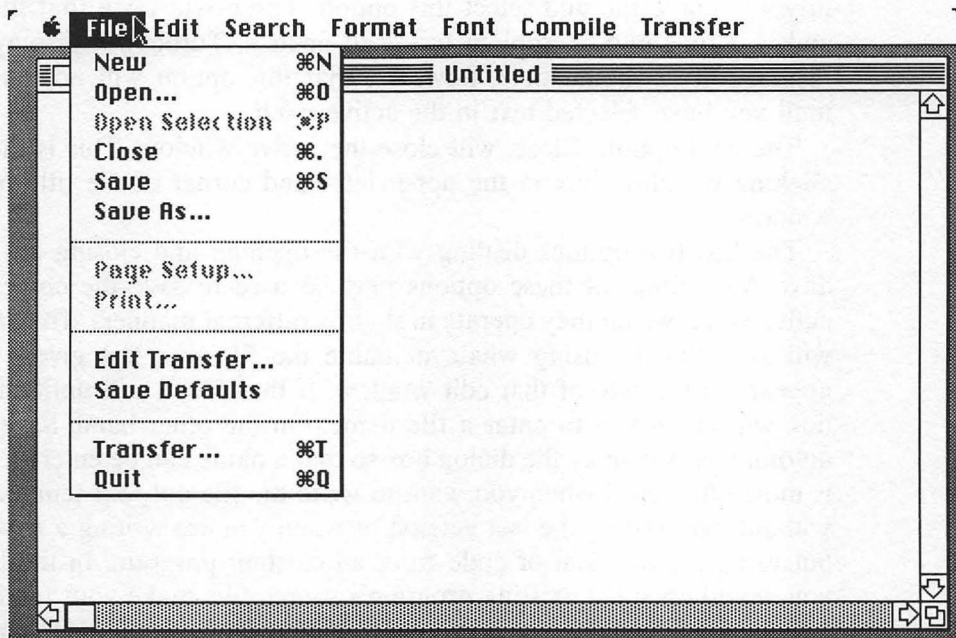 File Edit Search Format Font Compile Transfer
Untitled
New ⌘N
Open... ⌘O
Open Selection ⌘P
Close ⌘.
Save ⌘S
Save As...
Page Setup...
Print...
Edit Transfer...
Save Defaults
Transfer... ⌘T
Quit ⌘Q